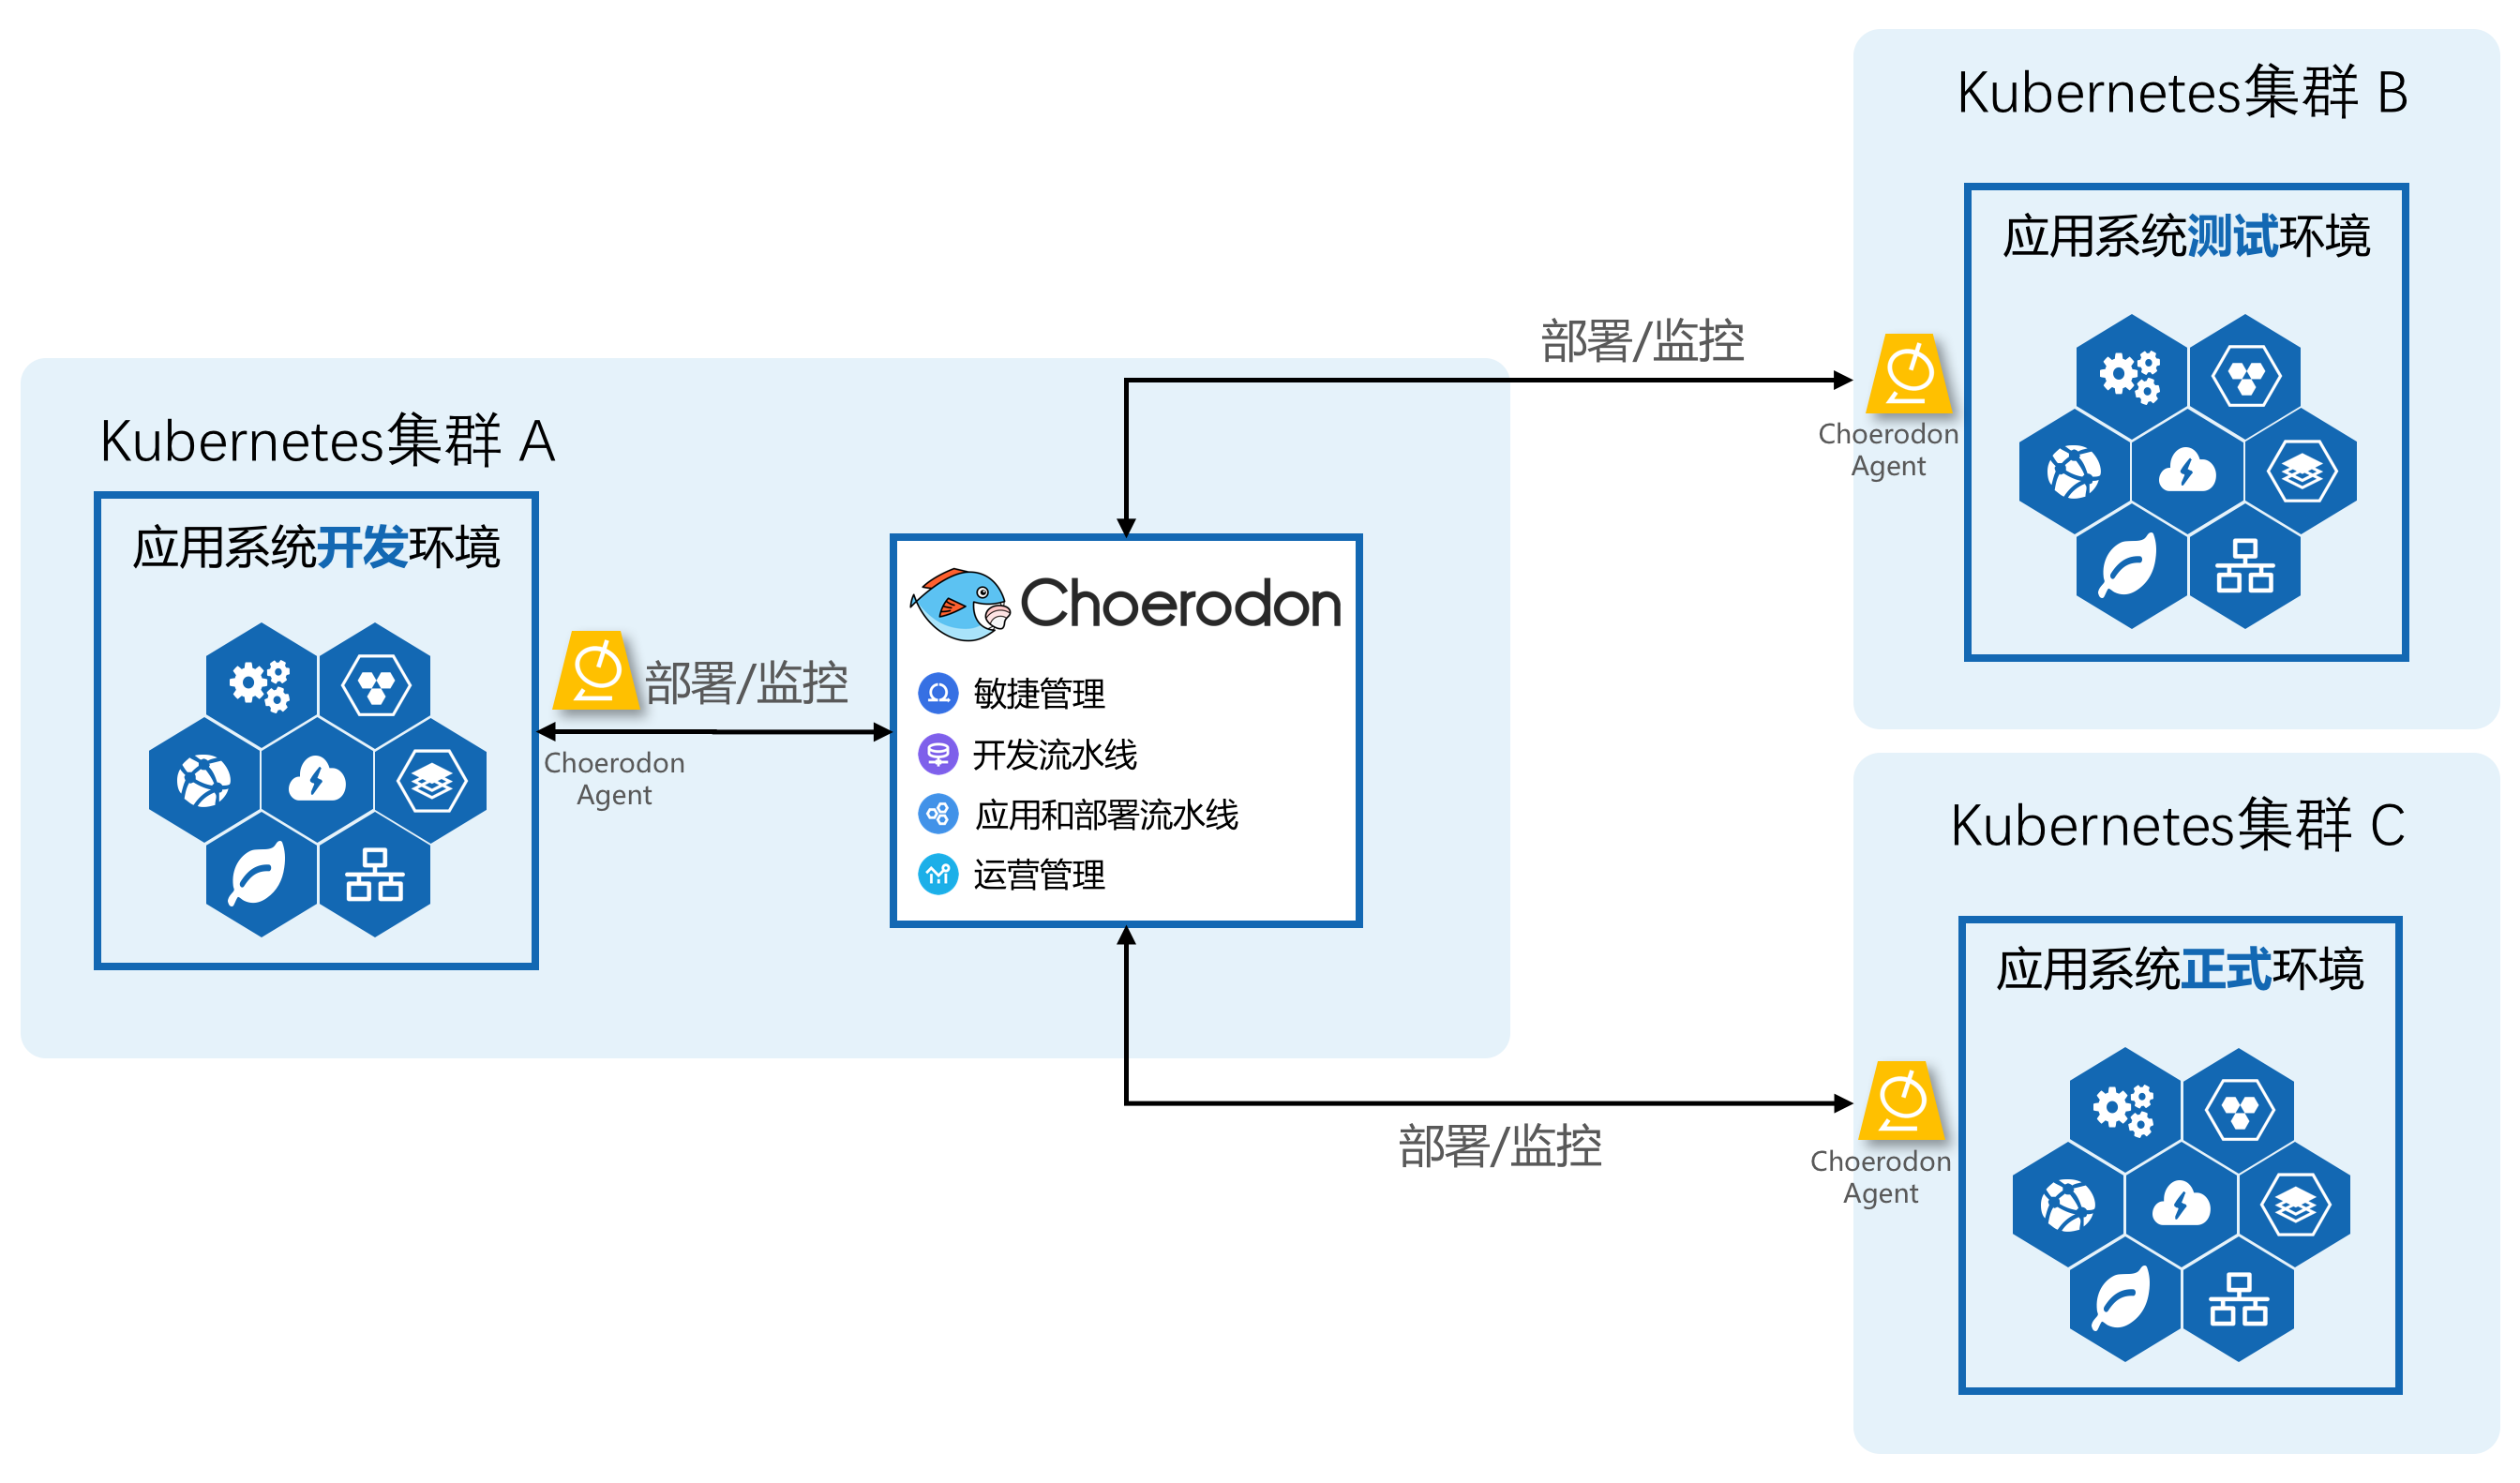 Kubernetes集群 A
应用系统开发环境
Choerodon
Agent
部署/监控
Choerodon
敏捷管理
开发流水线
应用和部署流水线
运营管理
部署/监控
Kubernetes集群 B
应用系统测试环境
Choerodon
Agent
部署/监控
Kubernetes集群 C
应用系统正式环境
Choerodon
Agent